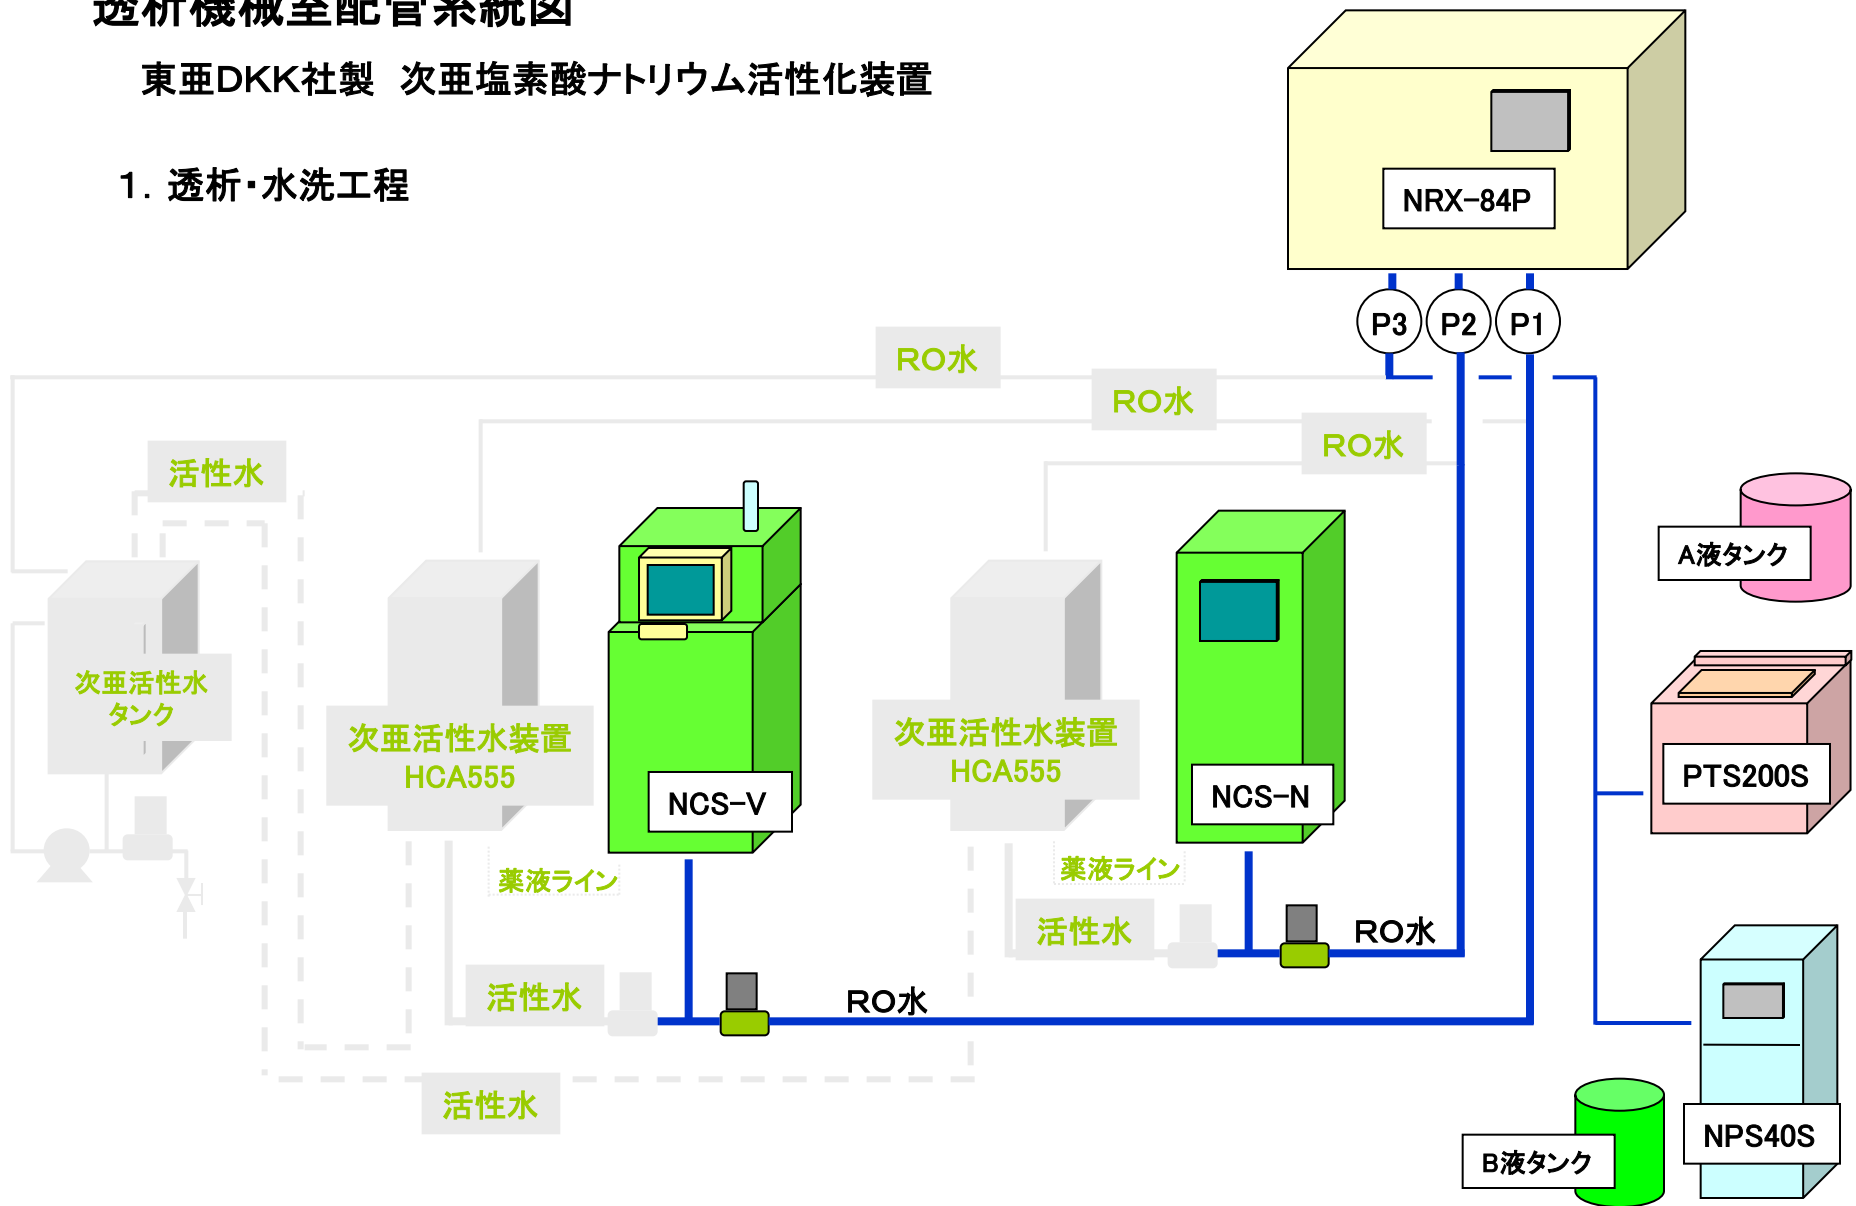 透析機械室配管系統図
東亜DKK社製 次亜塩素酸ナトリウム活性化装置
1. 透析・水洗工程
NRX-84P
P3 P2 P1
RO水
RO水
RO水
活性水
A液タンク
次亜活性水
タンク
次亜活性水装置
HCA555
NCS-V
次亜活性水装置
HCA555
NCS-N
PTS200S
薬液ライン
薬液ライン
活性水
RO水
活性水
RO水
活性水
B液タンク
NPS40S